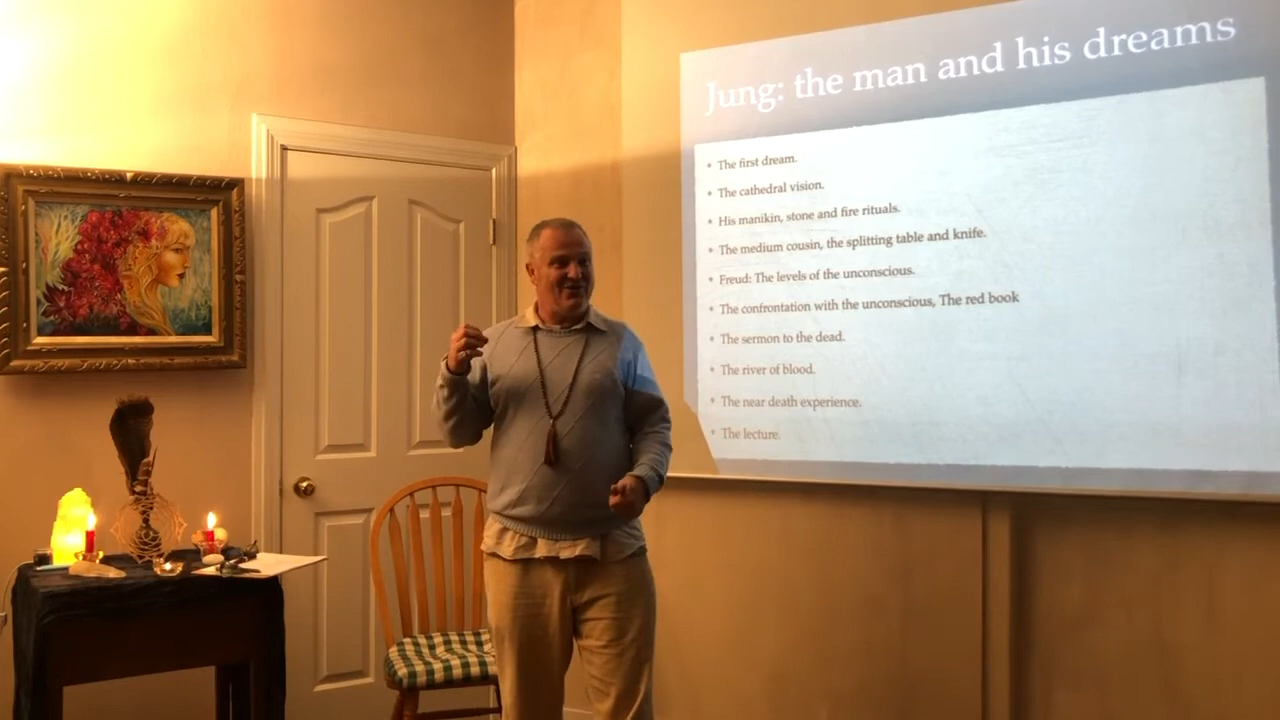 Jung: the man and his dreams
• The first dream.
• The cathedral vision.
• His manikin, stone and fire rituals.
• The medium cousin, the splitting table and knife.
• Freud: The levels of the unconscious.
• The confrontation with the unconscious, The red book
• The sermon to the dead.
• The river of blood.
• The near death experience.
• The lecture.